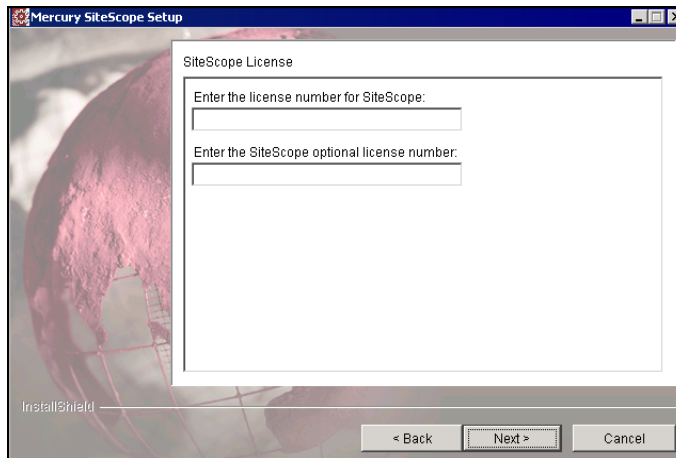 Mercury SiteScope Setup
SiteScope License
Enter the license number for SiteScope:
Enter the SiteScope optional license number:
InstallShield
< Back
Next >
Cancel